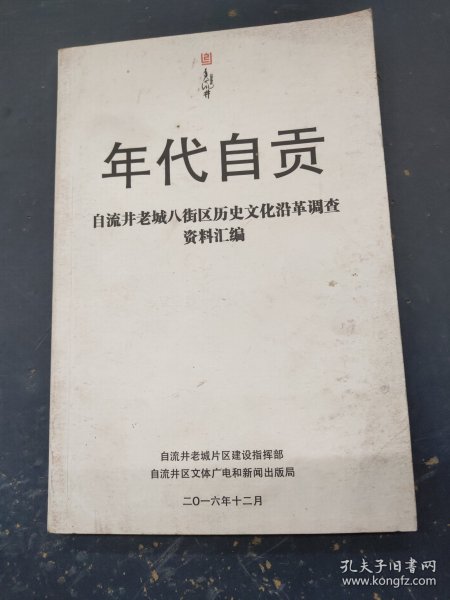 年代自贡
自流井老城八街区历史文化沿革调查
资料汇编
自流井老城片区建设指挥部
自流井区文体广电和新闻出版局
二〇一六年十二月
孔夫子旧书网
www.kongfz.com